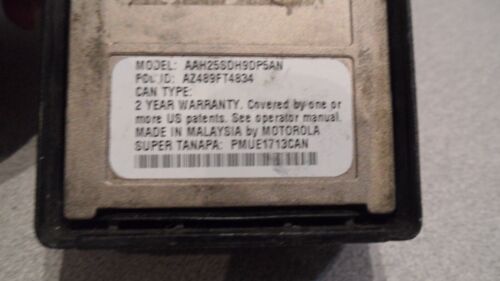 MODEL: AAH25SDH9DP5AN
FCC ID: AZ489FT4834
CAN TYPE:
2 YEAR WARRANTY. Covered by one or
more US patents. See operator manual.
MADE IN MALAYSIA by MOTOROLA
SUPER TANAPA: PMUE1713CAN